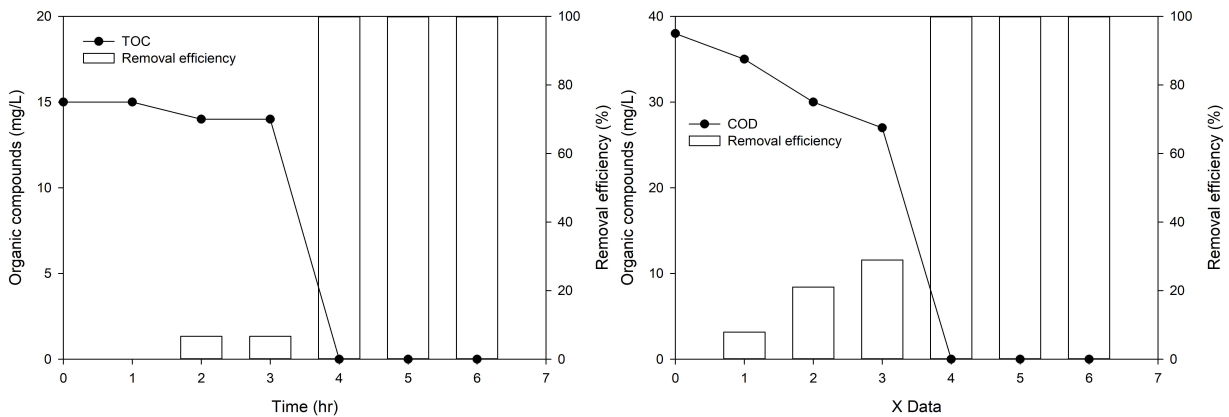 Organic compounds (mg/L)
20
15
10
5
0
TOC
Removal efficiency
100
80
60
40
20
0
Removal efficiency (%)
0 1 2 3 4 5 6 7
Time (hr)
Organic compounds (mg/L)
40
30
20
10
0
COD
Removal efficiency
100
80
60
40
20
0
Removal efficiency (%)
0 1 2 3 4 5 6 7
X Data